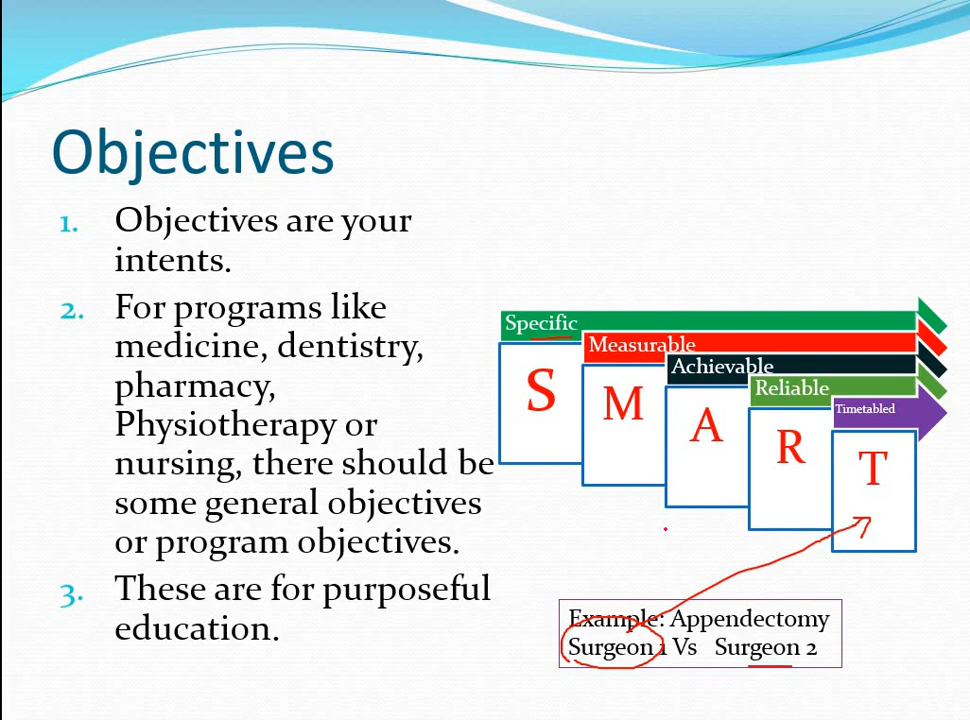 Objectives
1. Objectives are your
intents.
2. For programs like
medicine, dentistry,
pharmacy,
Physiotherapy or
nursing, there should be
some general objectives
or program objectives.
3. These are for purposeful
education.
Specific
Measurable
Achievable
Reliable
Timetabled
S
M
A
R
T
Example: Appendectomy
Surgeon 1 Vs Surgeon 2